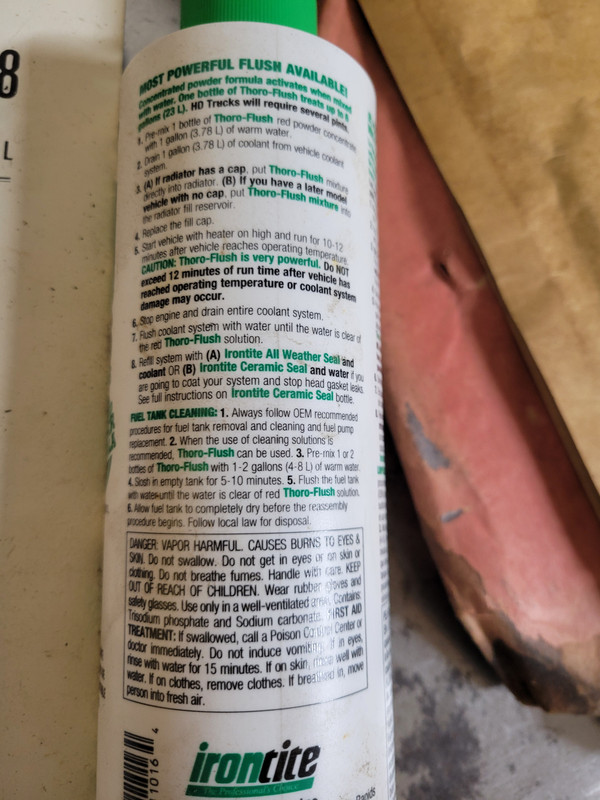 8
L
MOST POWERFUL FLUSH AVAILABLE!
Concentrated powder formula activates when mixed
with water. One bottle of Thoro-Flush treats up to 6
gallons (23 L). HD Trucks will require several pints.
1. Pre-mix 1 bottle of Thoro-Flush red powder concentrate
with 1 gallon (3.78 L) of warm water.
2. Drain 1 gallon (3.78 L) of coolant from vehicle coolant
system.
3. (A) If radiator has a cap, put Thoro-Flush mixture
directly into radiator. (B) If you have a later model
vehicle with no cap, put Thoro-Flush mixture into
the radiator fill reservoir.
4. Replace the fill cap.
5. Start vehicle with heater on high and run for 10-12
minutes after vehicle reaches operating temperature.
CAUTION: Thoro-Flush is very powerful. Do NOT
exceed 12 minutes of run time after vehicle has
reached operating temperature or coolant system
damage may occur.
6. Stop engine and drain entire coolant system.
7. Flush coolant system with water until the water is clear of
the red Thoro-Flush solution.
8. Refill system with (A) Irontite All Weather Seal and
coolant OR (B) Irontite Ceramic Seal and water if you
are going to coat your system and stop head gasket leaks.
See full instructions on Irontite Ceramic Seal bottle.
FUEL TANK CLEANING: 1. Always follow OEM recommended
procedures for fuel tank removal and cleaning and fuel pump
replacement. 2. When the use of cleaning solutions is
recommended, Thoro-Flush can be used. 3. Pre-mix 1 or 2
bottles of Thoro-Flush with 1-2 gallons (4-8 L) of warm water.
4. Slosh in empty tank for 5-10 minutes. 5. Flush the fuel tank
with water until the water is clear of red Thoro-Flush solution.
6. Allow fuel tank to completely dry before the reassembly
procedure begins. Follow local law for disposal.
DANGER: VAPOR HARMFUL. CAUSES BURNS TO EYES &
SKIN. Do not swallow. Do not get in eyes or on skin or
clothing. Do not breathe fumes. Handle with care. KEEP
OUT OF REACH OF CHILDREN. Wear rubber gloves and
safety glasses. Use only in a well-ventilated area. Contains:
Trisodium phosphate and Sodium carbonate. FIRST AID
TREATMENT: If swallowed, call a Poison Control Center or
doctor immediately. Do not induce vomiting. If in eyes,
rinse with water for 15 minutes. If on skin, rinse well with
water. If on clothes, remove clothes. If breathed in, move
person into fresh air.
irontite
The Professional's Choice
11016 4
Rapids